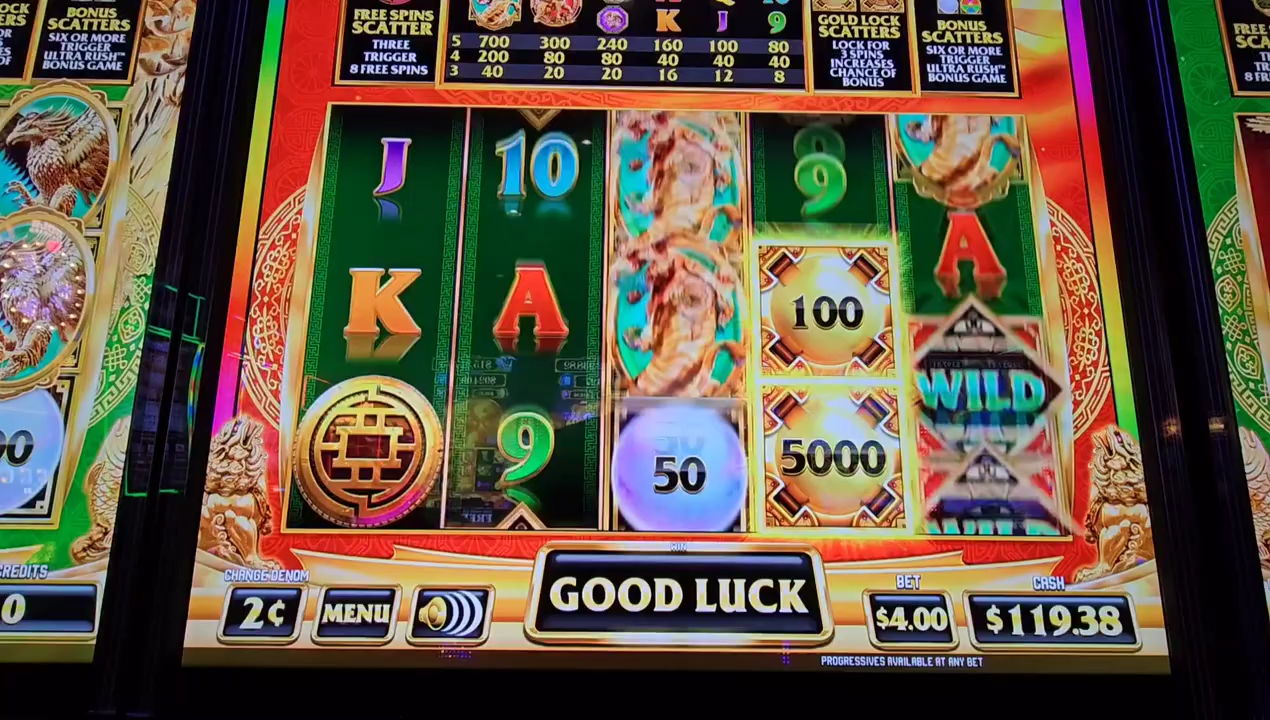 BONUS
SCATTERS
SIX OR MORE
TRIGGER
ULTRA RUSH™
BONUS GAME
FREE SPINS
SCATTER
THREE
TRIGGER
8 FREE SPINS
K J 9
5 700 300 240 160 100 80
4 200 80 80 40 40 40
3 40 20 20 16 12 8
GOLD LOCK
SCATTERS
LOCK FOR
3 SPINS
INCREASES
CHANCE OF
BONUS
BONUS
SCATTERS
SIX OR MORE
TRIGGER
ULTRA RUSH™
BONUS GAME
J 10 9
K A 100 A
9 50 5000 WILD
WILD
WIN
GOOD LUCK
CREDITS
0
CHANGE DENOM
2¢
MENU
BET
$4.00
CASH
$119.38
PROGRESSIVES AVAILABLE AT ANY BET